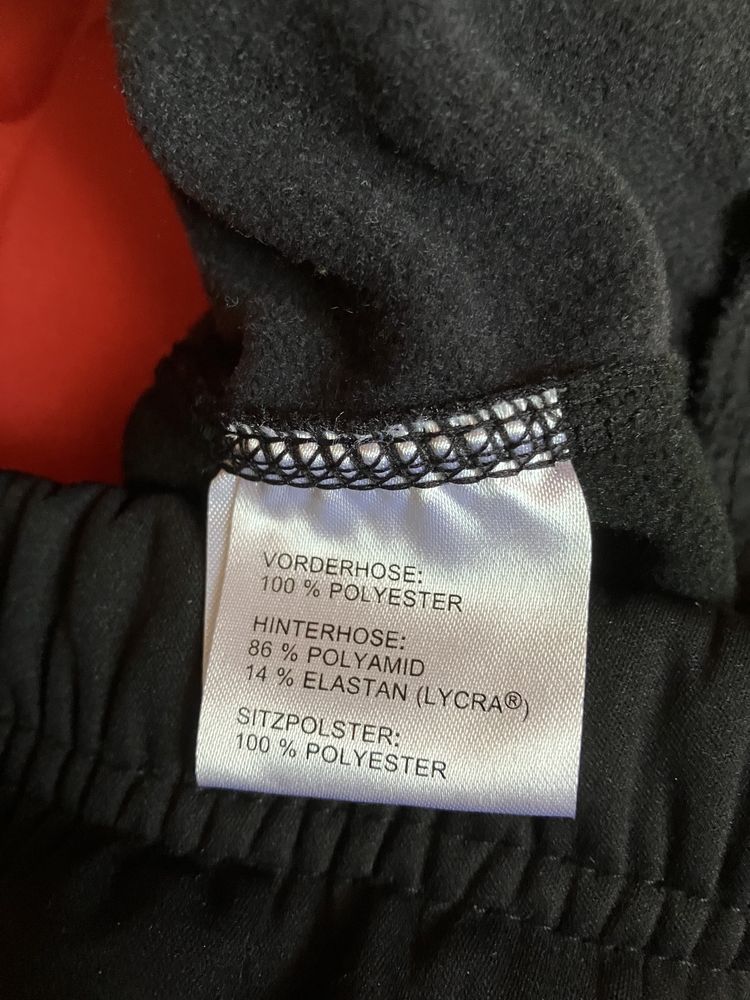 VORDERHOSE:
100 % POLYESTER
HINTERHOSE:
86 % POLYAMID
14 % ELASTAN (LYCRA®)
SITZPOLSTER:
100 % POLYESTER